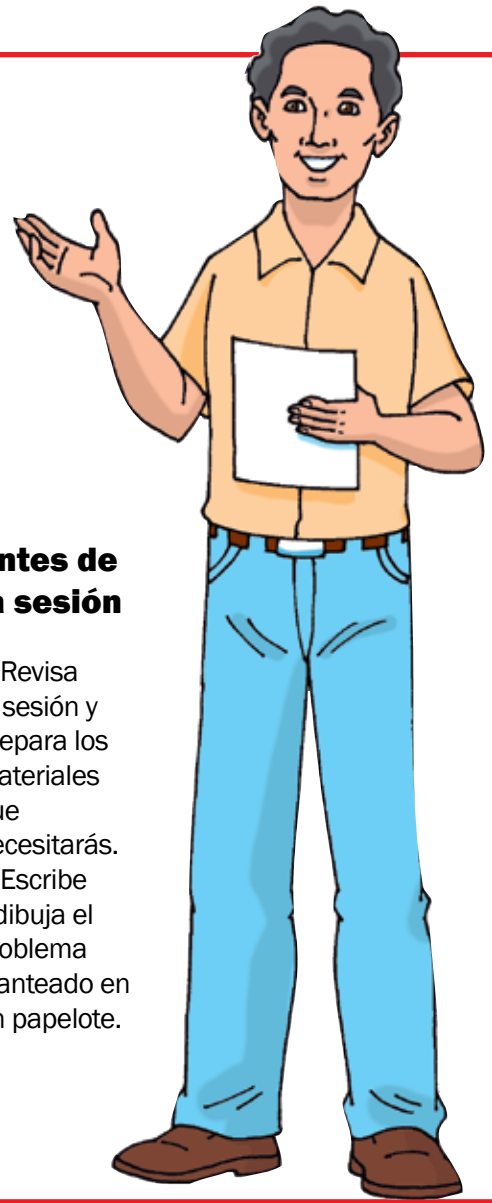 ntes de
a sesión
Revisa
sesión y
epara los
ateriales
ue
ecesitarás.
Escribe
dibuja el
oblema
anteado en
n papelote.